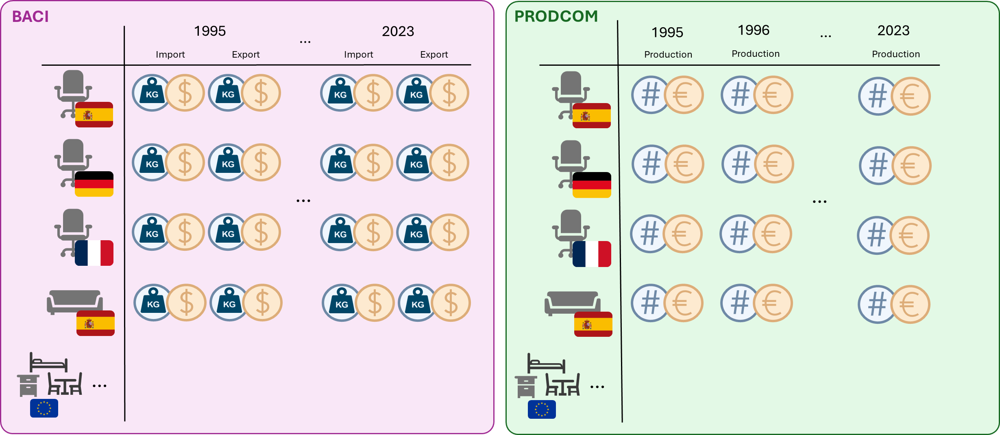 BACI
1995 ... 2023
Import Export Import Export
KG $ KG $ KG $ KG $
KG $ KG $ KG $ KG $
...
KG $ KG $ KG $ KG $
KG $ KG $ KG $ KG $
...
PRODCOM
1995 1996 ... 2023
Production Production Production
# € # € # €
# € # € # €
...
# € # € # €
# € # € # €
...